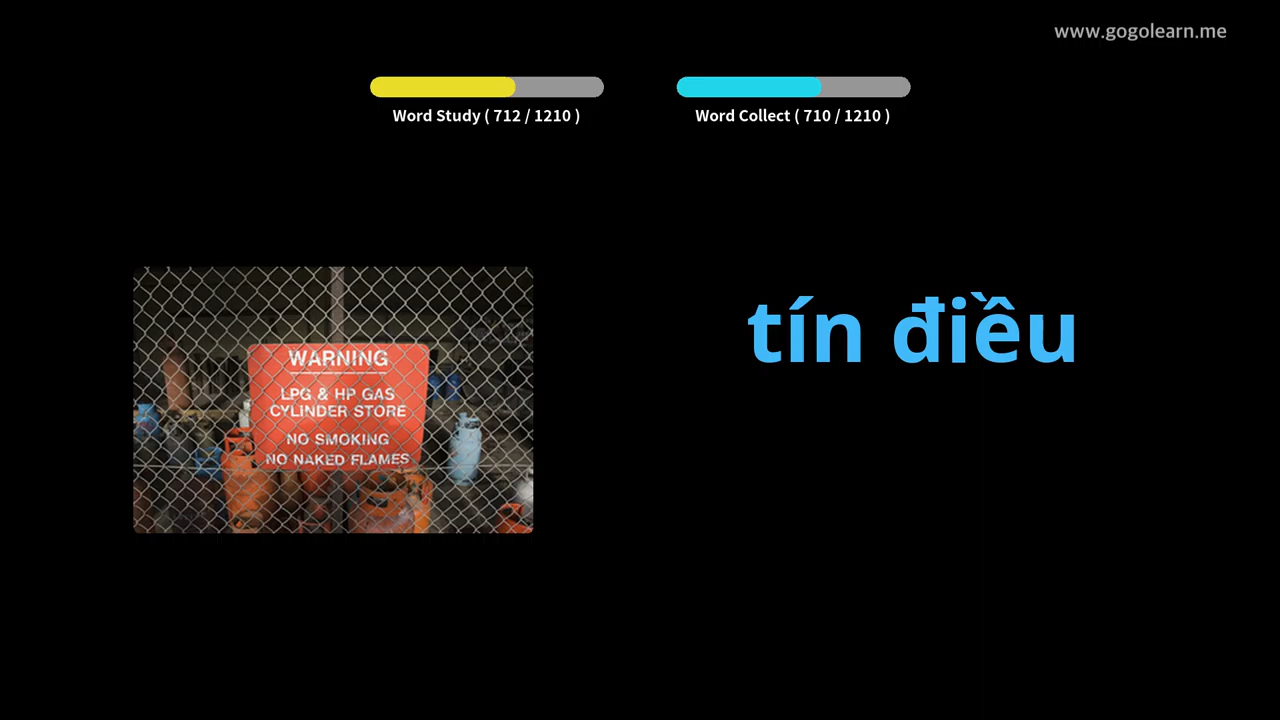 www.gogolearn.me
Word Study ( 712 / 1210 )
Word Collect ( 710 / 1210 )
tín điều
WARNING
LPG & HP GAS
CYLINDER STORE
NO SMOKING
NO NAKED FLAMES